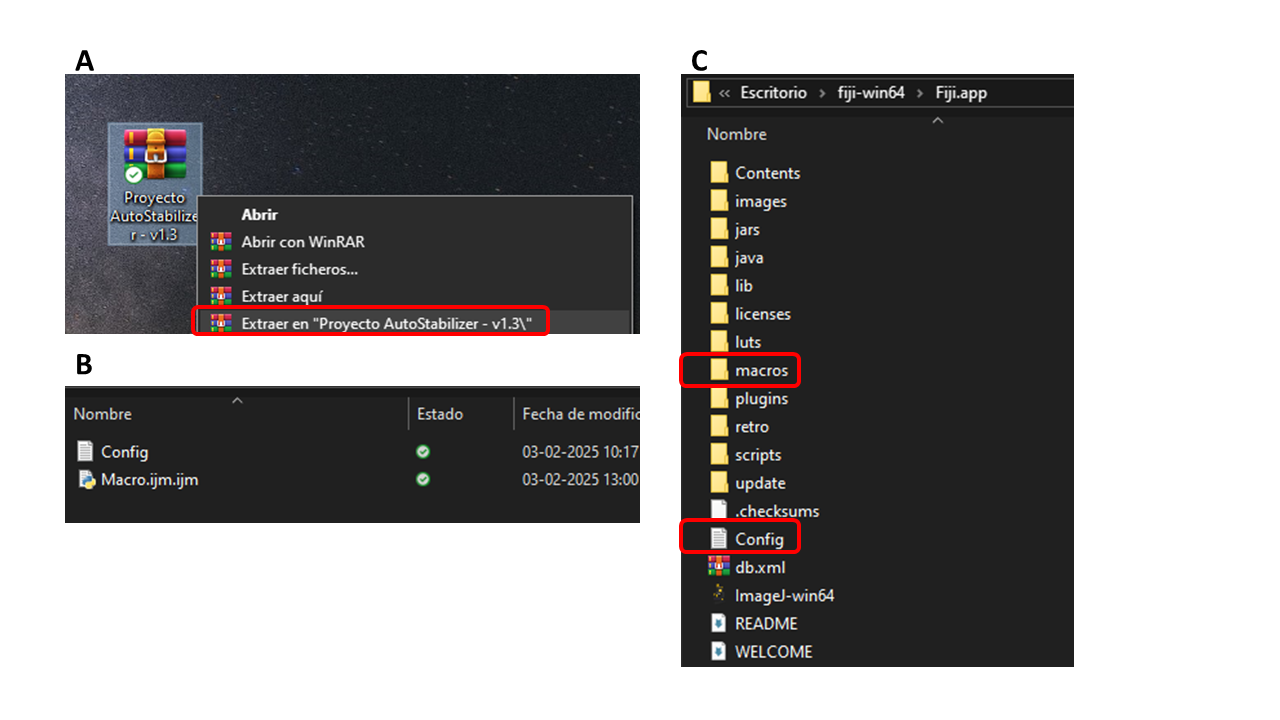 A
Proyecto
AutoStabilize
r - v1.3
Abrir
Abrir con WinRAR
Extraer ficheros...
Extraer aquí
Extraer en "Proyecto AutoStabilizer - v1.3\"
B
Nombre
Estado
Fecha de modific
Config
03-02-2025 10:17
Macro.ijm.ijm
03-02-2025 13:00
C
« Escritorio › fiji-win64 › Fiji.app
Nombre
Contents
images
jars
java
lib
licenses
luts
macros
plugins
retro
scripts
update
.checksums
Config
db.xml
ImageJ-win64
README
WELCOME